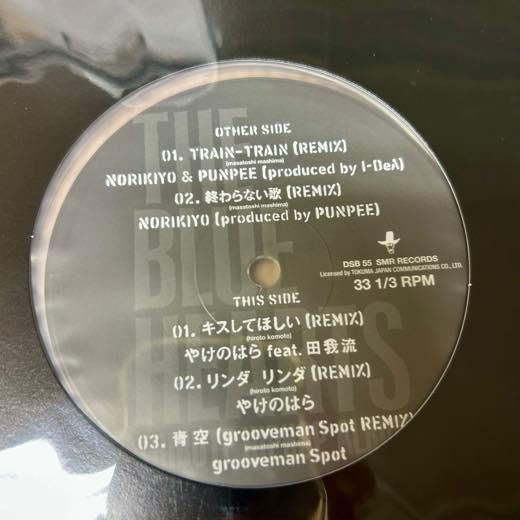 THE
BLUE
HEARTS
OTHER SIDE
01. TRAIN-TRAIN (REMIX)
(masatoshi mashima)
NORIKIYO & PUNPEE (produced by I-DeA)
02. 終わらない歌 (REMIX)
(masatoshi mashima)
NORIKIYO (produced by PUNPEE)
DSB 55 SMR RECORDS
Licensed by TOKUMA JAPAN COMMUNICATIONS CO., LTD.
33 1/3 RPM
THIS SIDE
01. キスしてほしい (REMIX)
(hiroto komoto)
やけのはら feat. 田我流
02. リンダ リンダ (REMIX)
(hiroto komoto)
やけのはら
03. 青空 (grooveman Spot REMIX)
(masatoshi mashima)
grooveman Spot